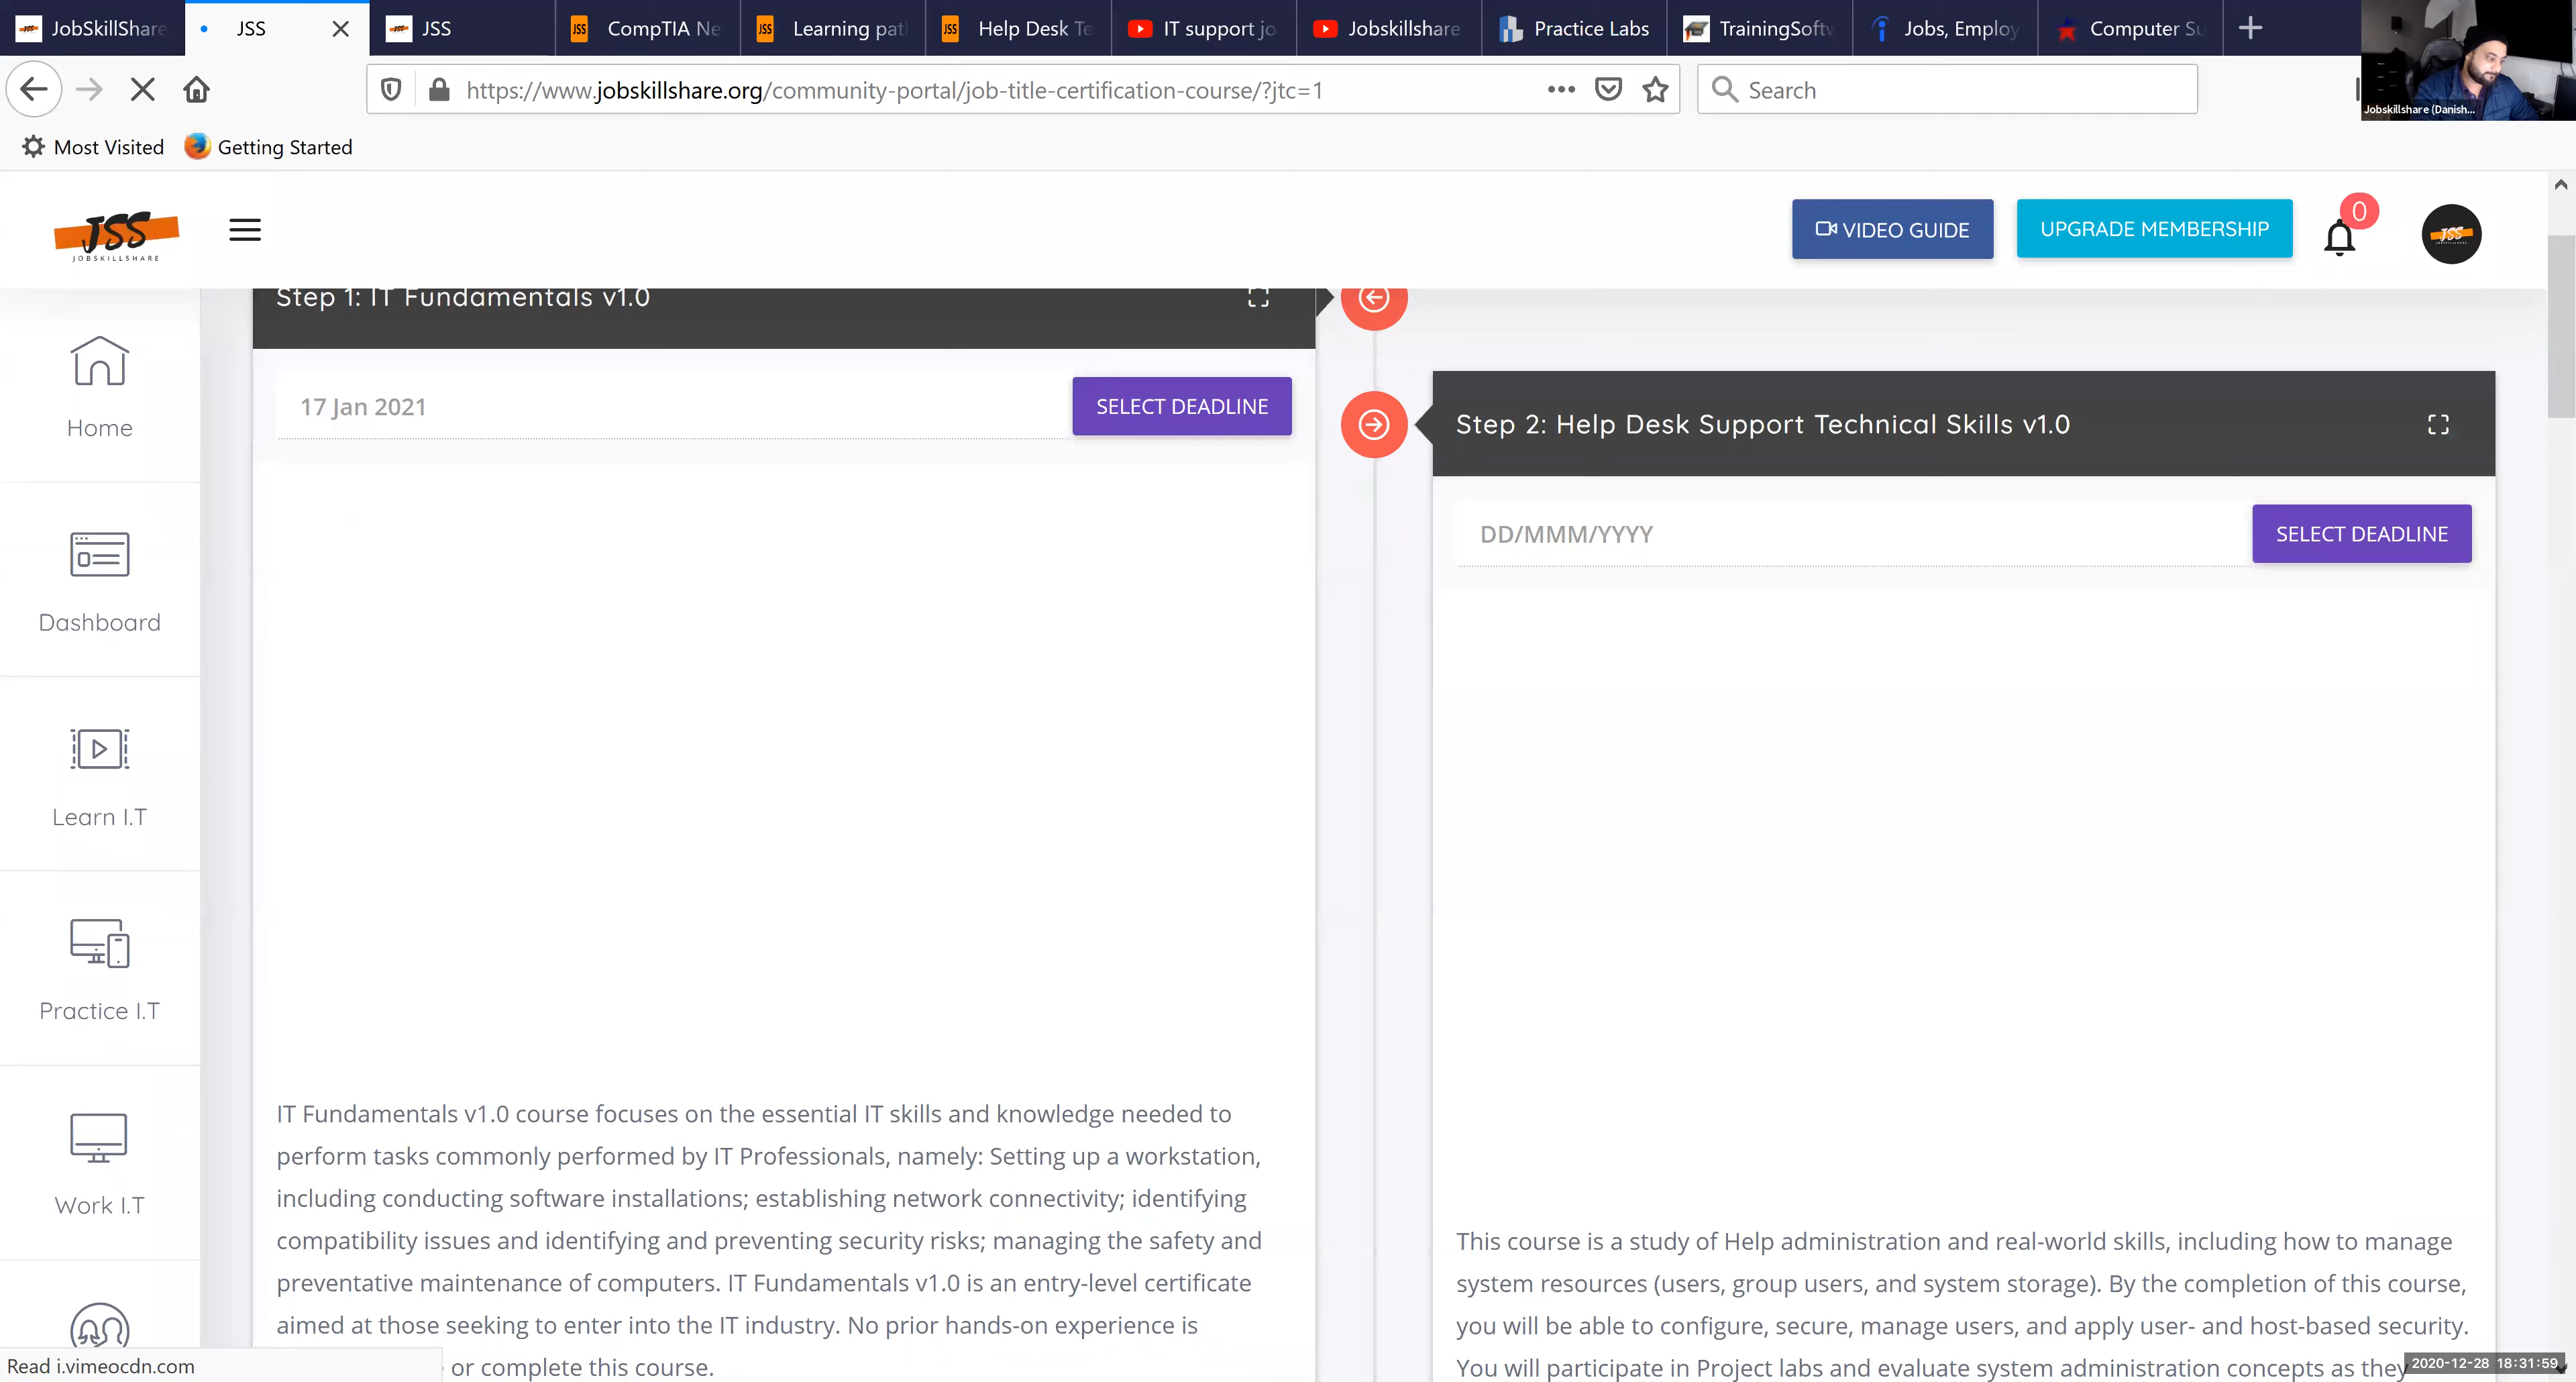 JobSkillShare
JSS
JSS
CompTIA Ne
Learning pat
Help Desk Te
IT support jo
Jobskillshare
Practice Labs
TrainingSoftw
Jobs, Employ
Computer Su
https://www.jobskillshare.org/community-portal/job-title-certification-course/?jtc=1
Search
Jobskillshare (Danish...
Most Visited
Getting Started
JSS
JOBSKILLSHARE
VIDEO GUIDE
UPGRADE MEMBERSHIP
0
JSS
Home
Dashboard
Learn I.T
Practice I.T
Work I.T
Step 1: IT Fundamentals v1.0
17 Jan 2021
SELECT DEADLINE
IT Fundamentals v1.0 course focuses on the essential IT skills and knowledge needed to
perform tasks commonly performed by IT Professionals, namely: Setting up a workstation,
including conducting software installations; establishing network connectivity; identifying
compatibility issues and identifying and preventing security risks; managing the safety and
preventative maintenance of computers. IT Fundamentals v1.0 is an entry-level certificate
aimed at those seeking to enter into the IT industry. No prior hands-on experience is
or complete this course.
Step 2: Help Desk Support Technical Skills v1.0
DD/MMM/YYYY
SELECT DEADLINE
This course is a study of Help administration and real-world skills, including how to manage
system resources (users, group users, and system storage). By the completion of this course,
you will be able to configure, secure, manage users, and apply user- and host-based security.
You will participate in Project labs and evaluate system administration concepts as they
Read i.vimeocdn.com
2020-12-28 18:31:59